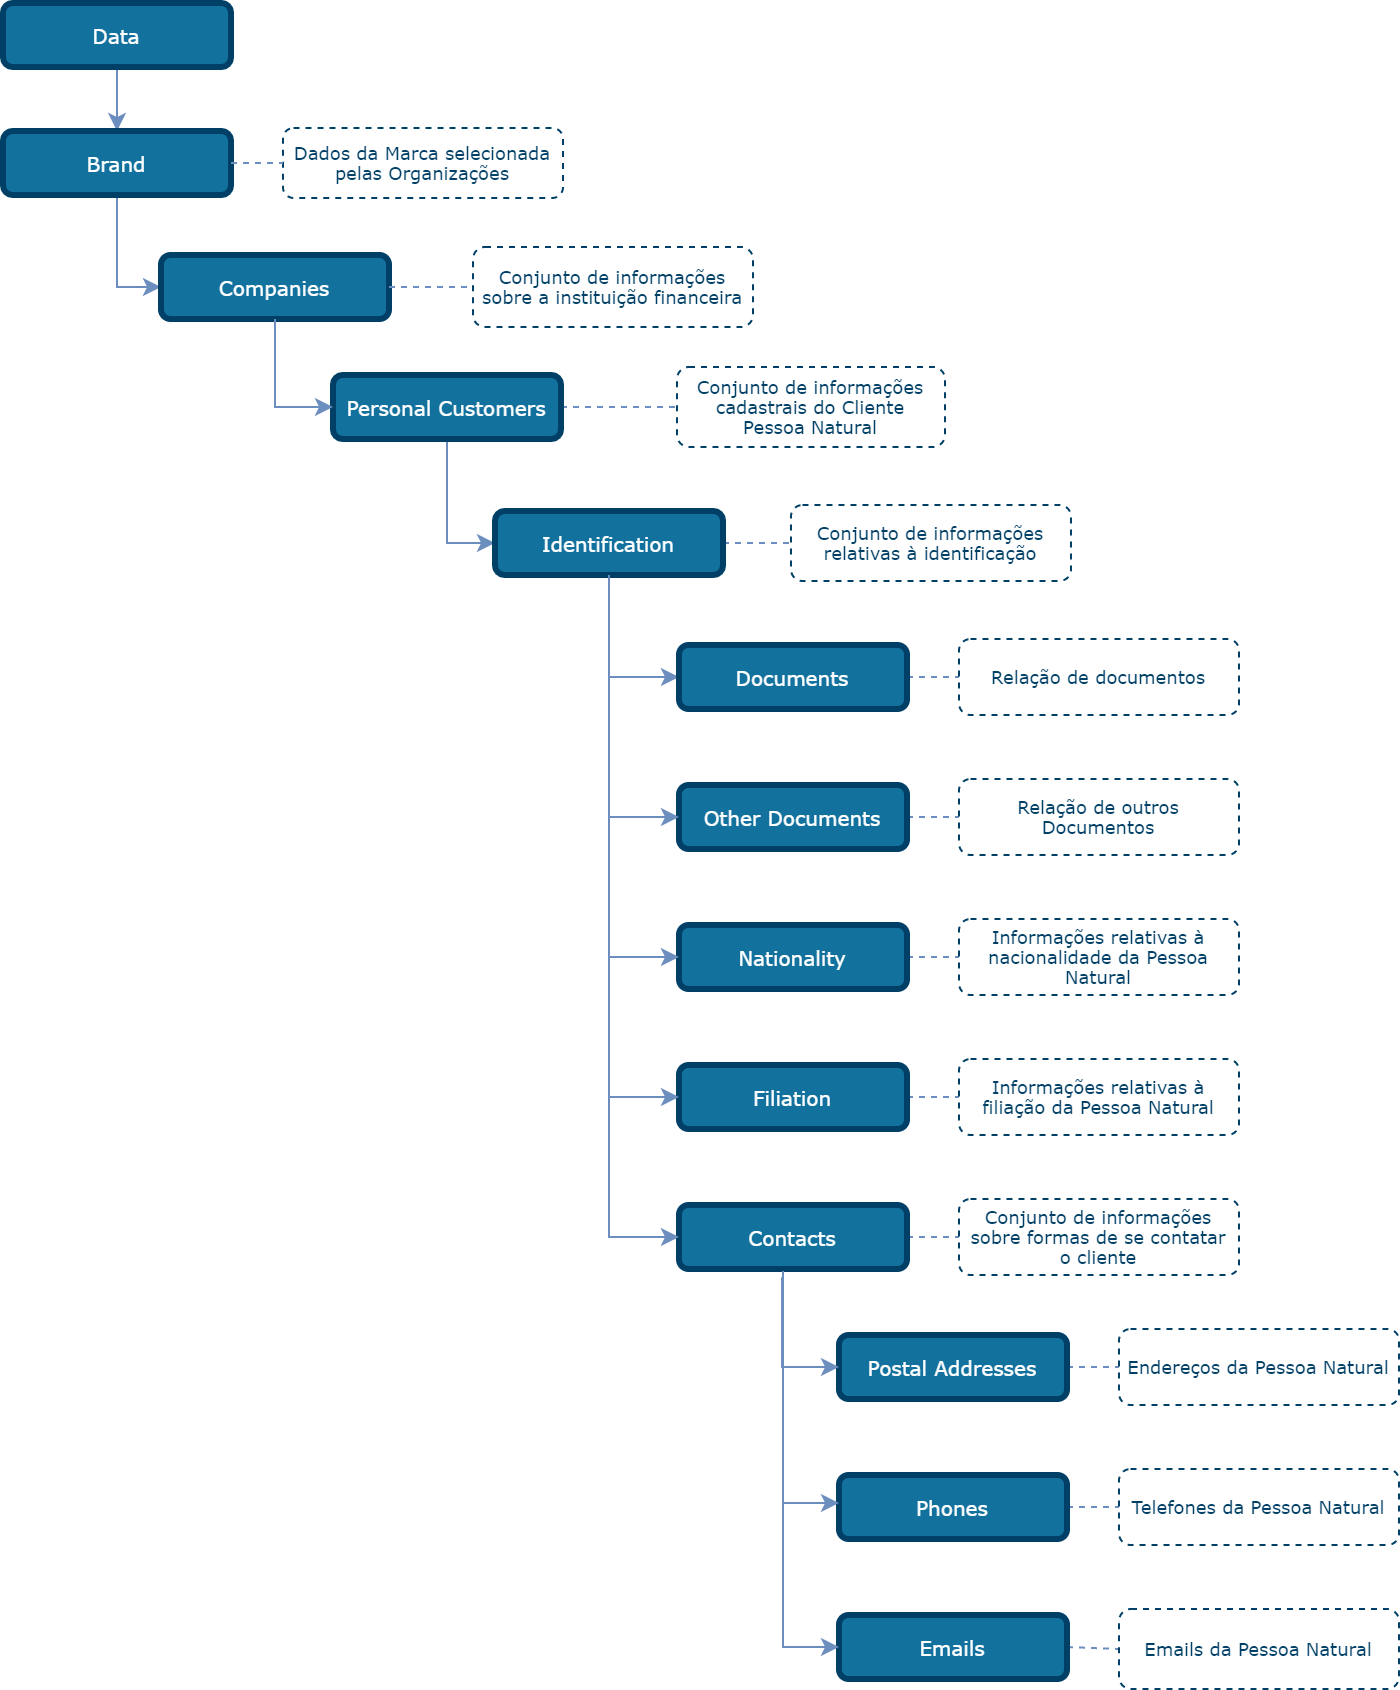 Data
Brand
Dados da Marca selecionada
pelas Organizações
Companies
Conjunto de informações
sobre a instituição financeira
Personal Customers
Conjunto de informações
cadastrais do Cliente
Pessoa Natural
Identification
Conjunto de informações
relativas à identificação
Documents
Relação de documentos
Other Documents
Relação de outros
Documentos
Nationality
Informações relativas à
nacionalidade da Pessoa
Natural
Filiation
Informações relativas à
filiação da Pessoa Natural
Contacts
Conjunto de informações
sobre formas de se contatar
o cliente
Postal Addresses
Endereços da Pessoa Natural
Phones
Telefones da Pessoa Natural
Emails
Emails da Pessoa Natural